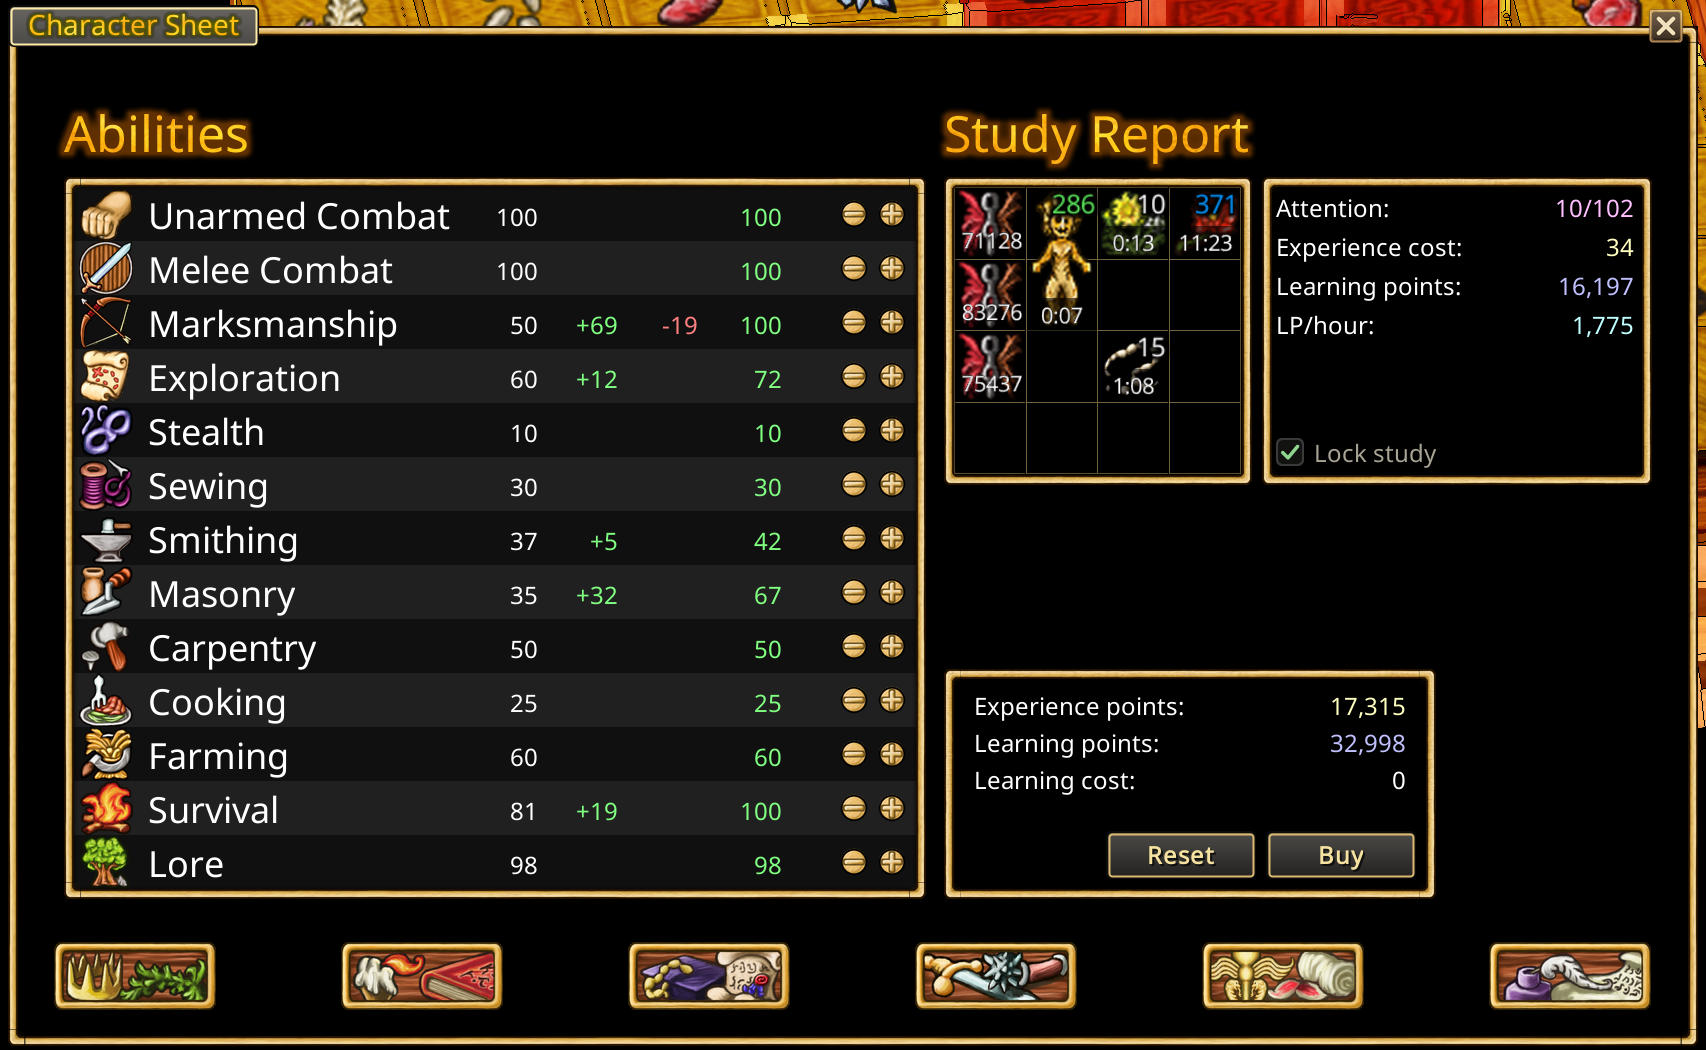 Character Sheet
Abilities
Unarmed Combat 100 100
Melee Combat 100 100
Marksmanship 50 +69 -19 100
Exploration 60 +12 72
Stealth 10 10
Sewing 30 30
Smithing 37 +5 42
Masonry 35 +32 67
Carpentry 50 50
Cooking 25 25
Farming 60 60
Survival 81 +19 100
Lore 98 98
Study Report
286 10 371
71128 0:13 11:23
83276 0:07
15
75437 1:08
Attention: 10/102
Experience cost: 34
Learning points: 16,197
LP/hour: 1,775
Lock study
Experience points: 17,315
Learning points: 32,998
Learning cost: 0
Reset Buy